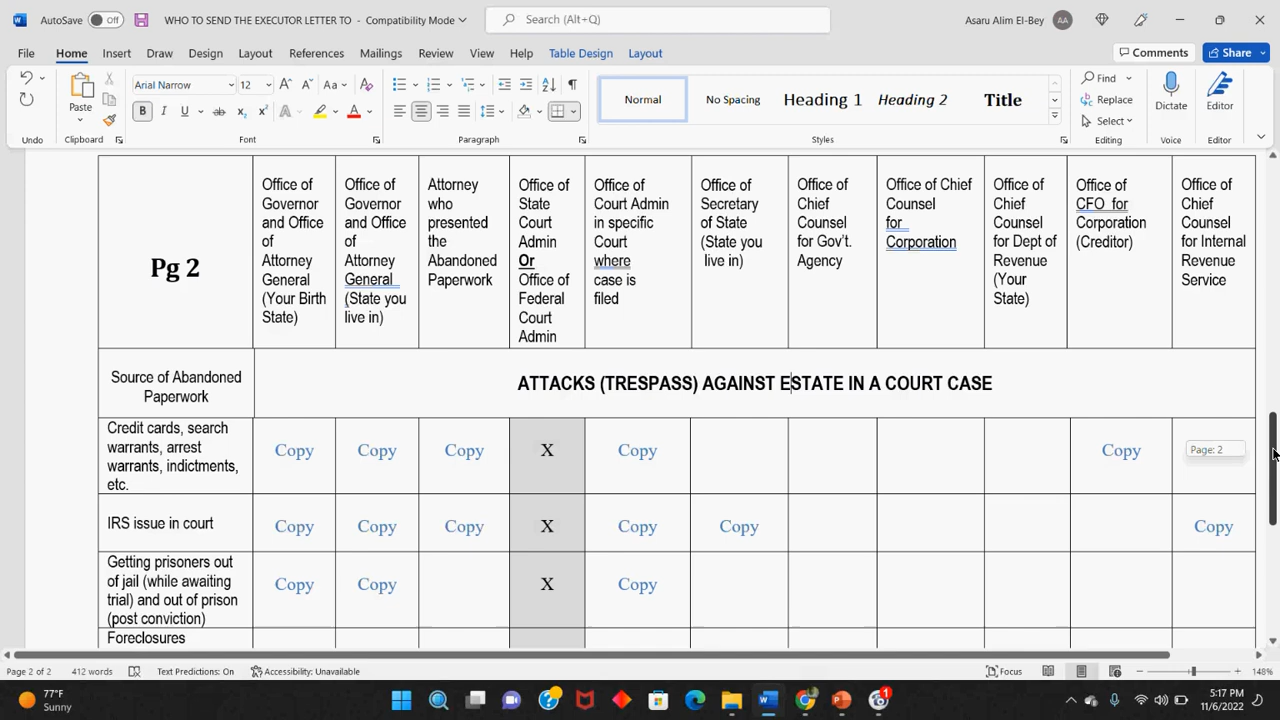 AutoSave Off WHO TO SEND THE EXECUTOR LETTER TO - Compatibility Mode Search (Alt+Q) Asaru Alim El-Bey AA
File Home Insert Draw Design Layout References Mailings Review View Help Table Design Layout Comments Share
Arial Narrow 12 Aa Normal No Spacing Heading 1 Heading 2 Title Find
Paste Replace Dictate Editor
B I U ab x₂ x² A A Select
Undo Clipboard Font Paragraph Styles Editing Voice Editor
Pg 2
Office of
Governor
and Office
of
Attorney
General
(Your Birth
State)
Office of
Governor
and Office
of
Attorney
General
(State you
live in)
Attorney
who
presented
the
Abandoned
Paperwork
Office of
State
Court
Admin
Or
Office of
Federal
Court
Admin
Office of
Court Admin
in specific
Court
where
case is
filed
Office of
Secretary
of State
(State you
live in)
Office of
Chief
Counsel
for Gov't.
Agency
Office of Chief
Counsel
for
Corporation
Office of
Chief
Counsel
for Dept of
Revenue
(Your
State)
Office of
CFO for
Corporation
(Creditor)
Office of
Chief
Counsel
for Internal
Revenue
Service
Source of Abandoned
Paperwork
ATTACKS (TRESPASS) AGAINST ESTATE IN A COURT CASE
Credit cards, search
warrants, arrest
warrants, indictments,
etc.
Copy Copy Copy X Copy Copy
Page: 2
IRS issue in court
Copy Copy Copy X Copy Copy Copy
Getting prisoners out
of jail (while awaiting
trial) and out of prison
(post conviction)
Copy Copy X Copy
Foreclosures
Page 2 of 2 412 words Text Predictions: On Accessibility: Unavailable Focus 148%
77°F
Sunny
1
5:17 PM
11/6/2022